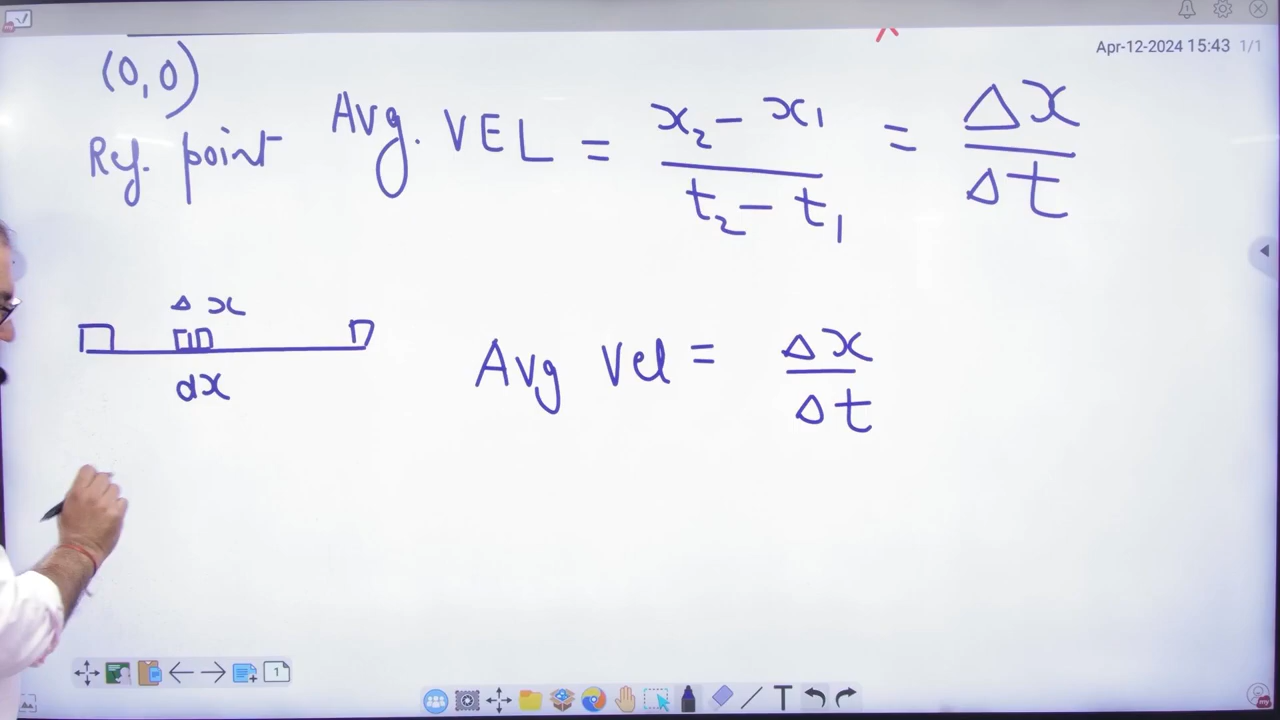 Apr-12-2024 15:43 1/1
(0,0)
Ref. point
Avg. VEL = x₂ - x₁ / t₂ - t₁ = Δx / Δt
Δ x
dx
Avg Vel = Δx / Δt
1
T